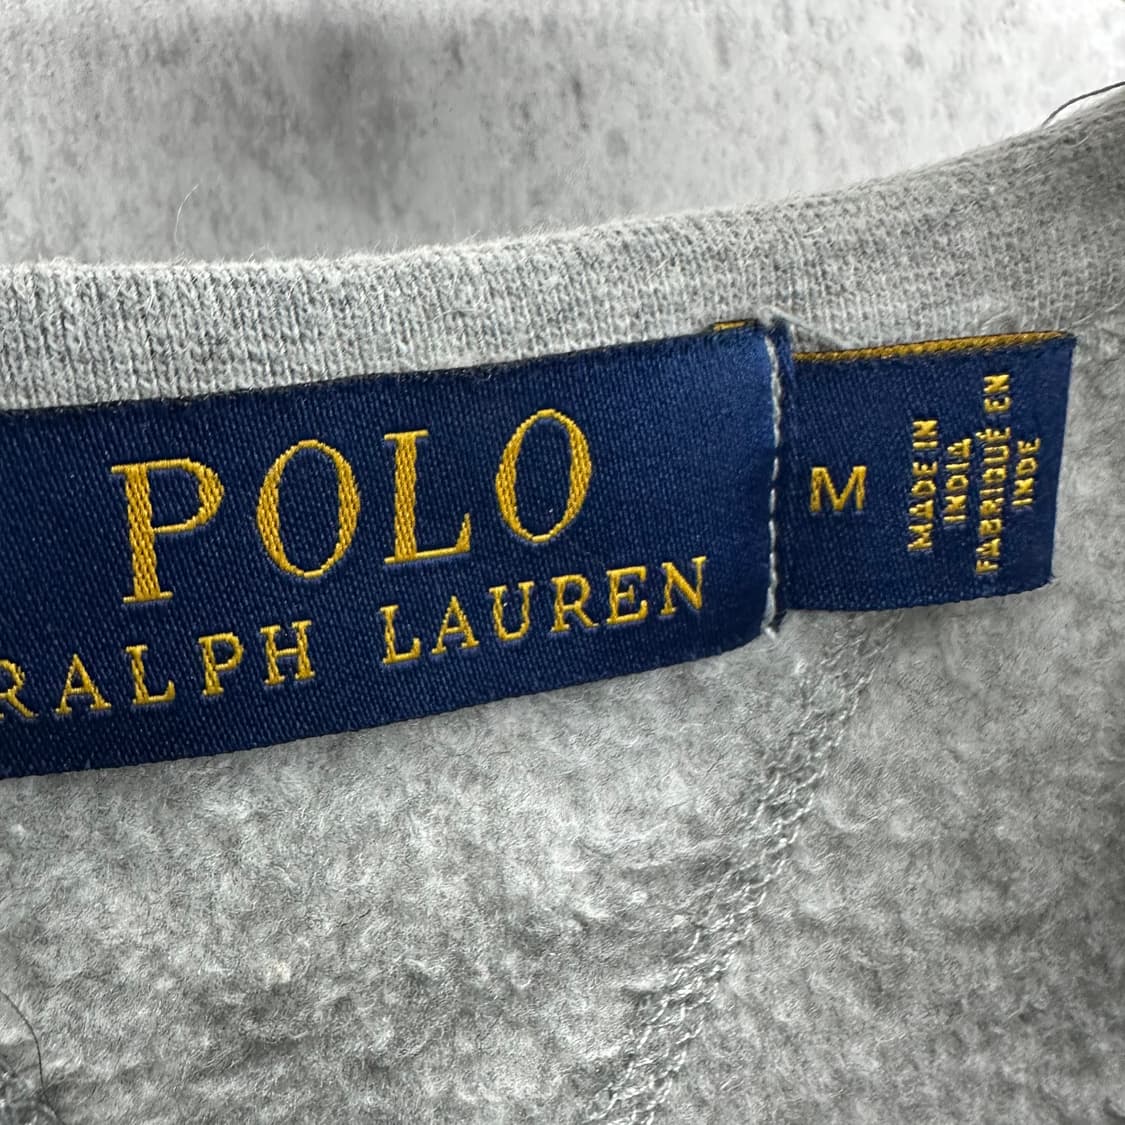 POLO
RALPH LAUREN
M
MADE IN
INDIA
FABRIQUÉ EN
INDE